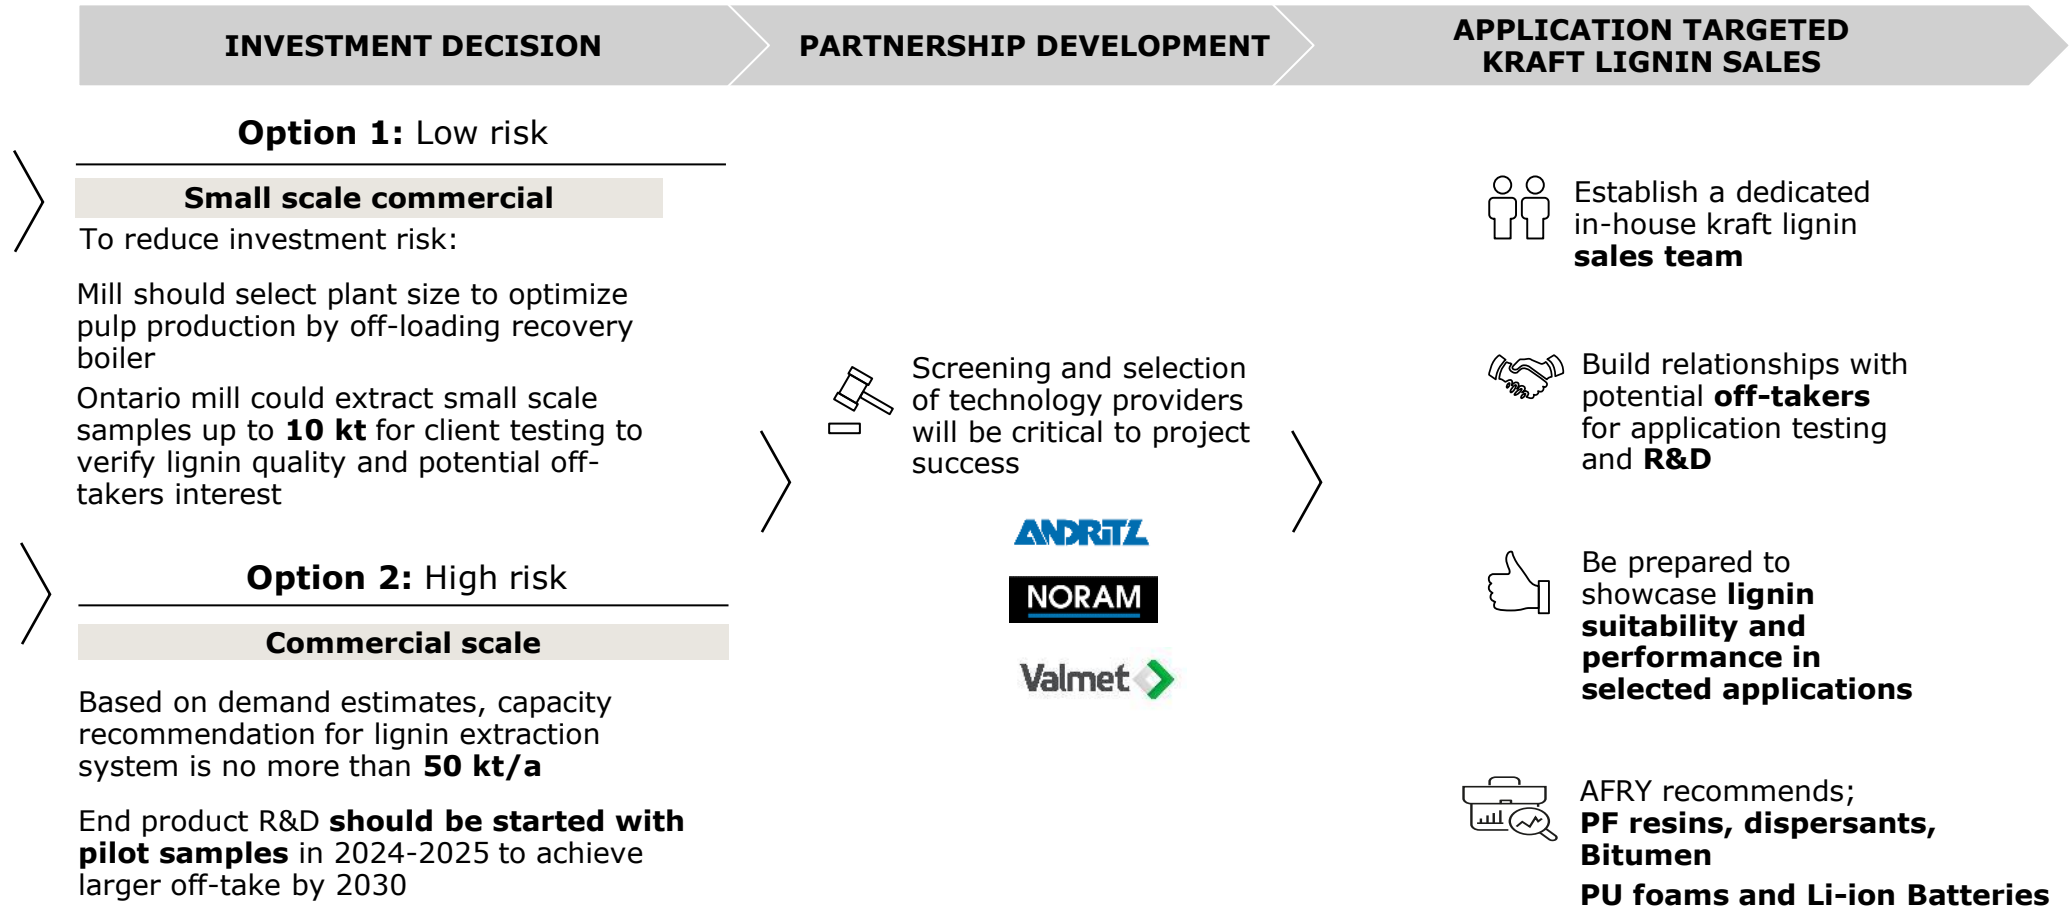 INVESTMENT DECISION
PARTNERSHIP DEVELOPMENT
APPLICATION TARGETED
KRAFT LIGNIN SALES
Option 1: Low risk
Small scale commercial
To reduce investment risk:
Mill should select plant size to optimize
pulp production by off-loading recovery
boiler
Ontario mill could extract small scale
samples up to 10 kt for client testing to
verify lignin quality and potential off-
takers interest
Option 2: High risk
Commercial scale
Based on demand estimates, capacity
recommendation for lignin extraction
system is no more than 50 kt/a
End product R&D should be started with
pilot samples in 2024-2025 to achieve
larger off-take by 2030
Screening and selection
of technology providers
will be critical to project
success
ANDRITZ
NORAM
Valmet
Establish a dedicated
in-house kraft lignin
sales team
Build relationships with
potential off-takers
for application testing
and R&D
Be prepared to
showcase lignin
suitability and
performance in
selected applications
AFRY recommends;
PF resins, dispersants,
Bitumen
PU foams and Li-ion Batteries